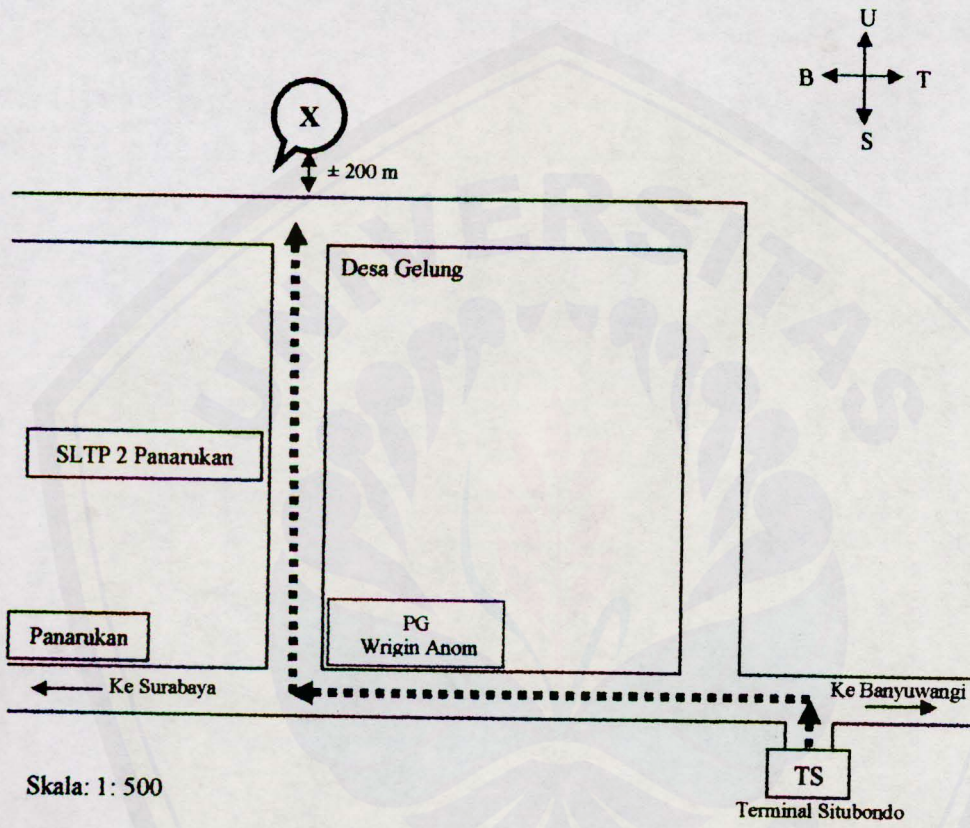 U
B T
S
X
± 200 m
Desa Gelung
SLTP 2 Panarukan
Panarukan
PG
Wrigin Anom
Ke Surabaya
Ke Banyuwangi
TS
Terminal Situbondo
Skala: 1: 500
UNIVERSITAS